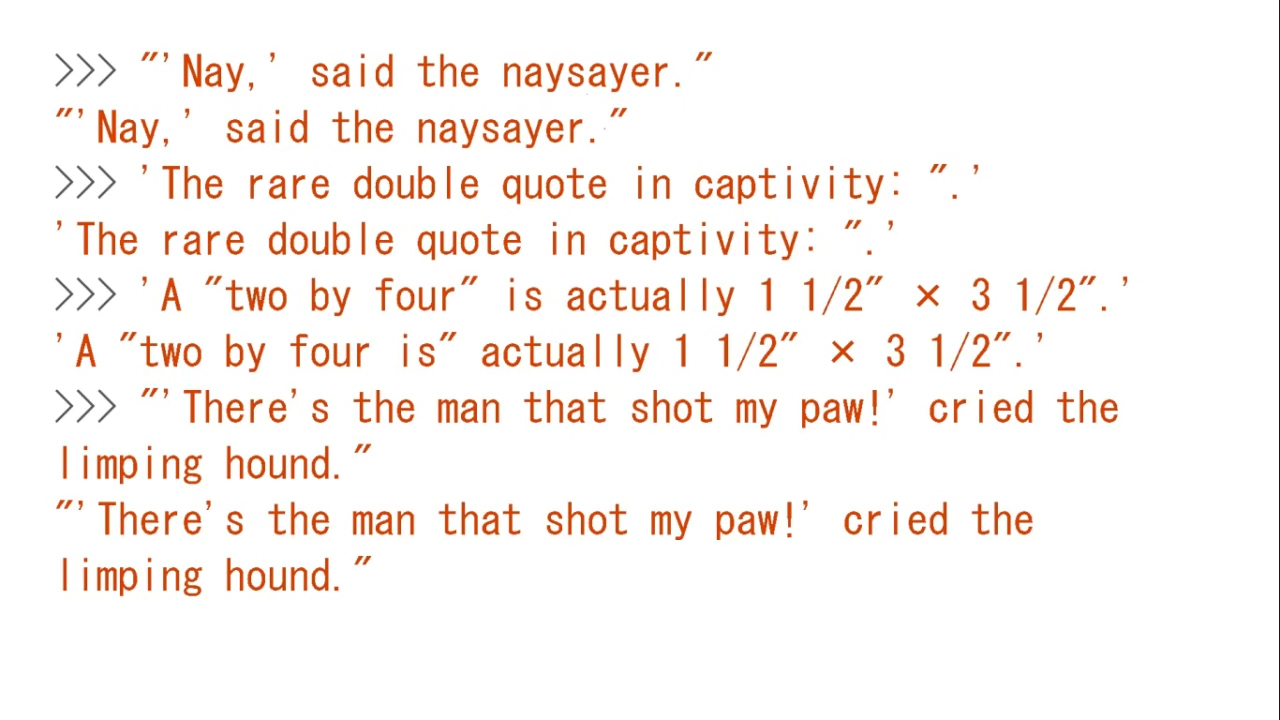 >>> "'Nay,' said the naysayer."
"'Nay,' said the naysayer."
>>> 'The rare double quote in captivity: ".'
'The rare double quote in captivity: ".'
>>> 'A "two by four" is actually 1 1/2" × 3 1/2".'
'A "two by four is" actually 1 1/2" × 3 1/2".'
>>> "'There's the man that shot my paw!' cried the
limping hound."
"'There's the man that shot my paw!' cried the
limping hound."